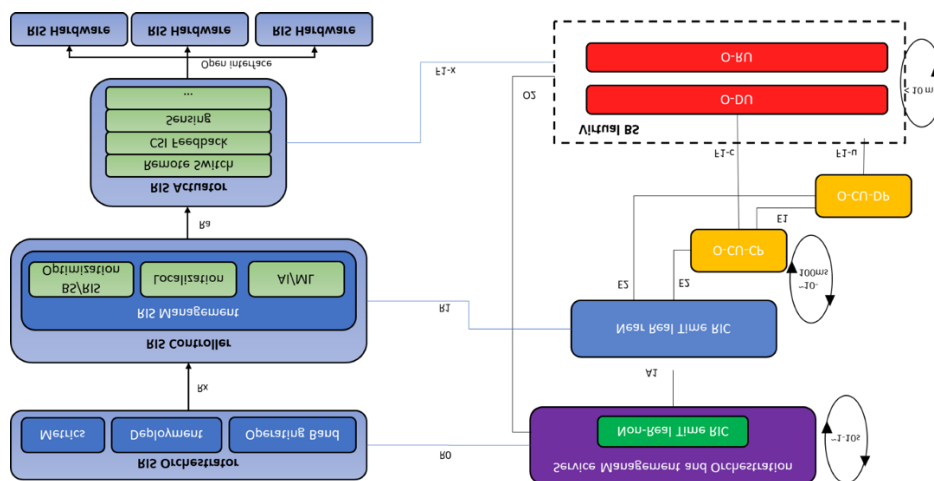 RIS Orchestrator
Metrics
Deployment
Operating Band
R0
Service Management and Orchestration
Non-Real Time RIC
~1-10s
Rx
A1
RIS Controller
RIS Management
BS/RIS
Optimization
Localization
AI/ML
R1
Near Real Time RIC
E2
E2
~10-
100ms
O-CU-CP
E1
O-CU-DP
Ra
RIS Actuator
Remote Switch
CSI Feedback
Sensing
...
F1-x
O2
F1-c
F1-u
Virtual BS
O-DU
O-RU
< 10 m
Open interface
RIS Hardware
RIS Hardware
RIS Hardware